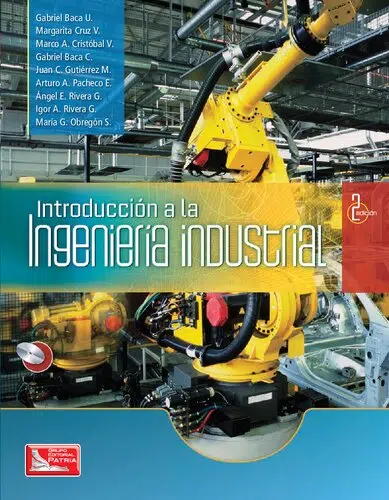 Gabriel Baca U.
Margarita Cruz V.
Marco A. Cristóbal V.
Gabriel Baca C.
Juan C. Gutiérrez M.
Arturo A. Pacheco E.
Ángel E. Rivera G.
Igor A. Rivera G.
María G. Obregón S.
Introducción a la
Ingeniería industrial
2a
edición
GRUPO
EDITORIAL
PATRIA